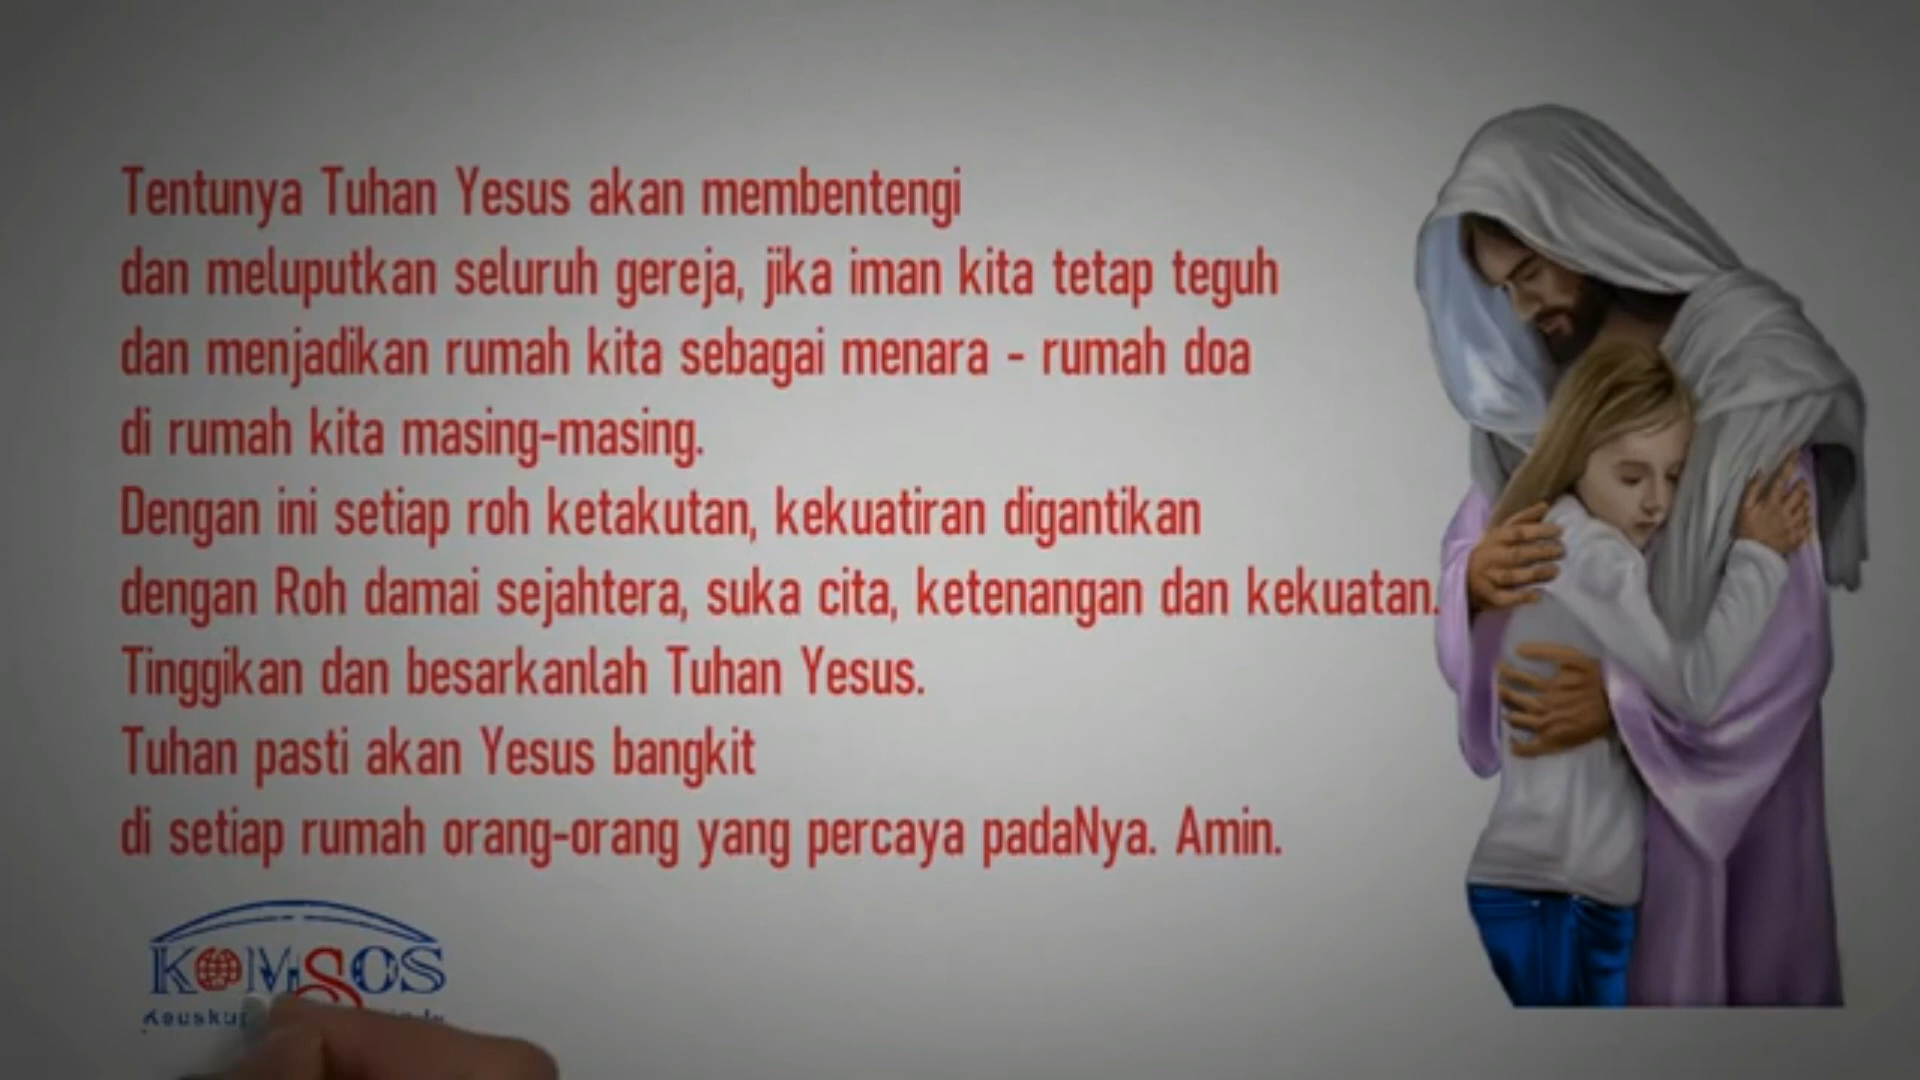 Tentunya Tuhan Yesus akan membentengi
dan meluputkan seluruh gereja, jika iman kita tetap teguh
dan menjadikan rumah kita sebagai menara - rumah doa
di rumah kita masing-masing.
Dengan ini setiap roh ketakutan, kekuatiran digantikan
dengan Roh damai sejahtera, suka cita, ketenangan dan kekuatan.
Tinggikan dan besarkanlah Tuhan Yesus.
Tuhan pasti akan Yesus bangkit
di setiap rumah orang-orang yang percaya padaNya. Amin.
KOMSOS